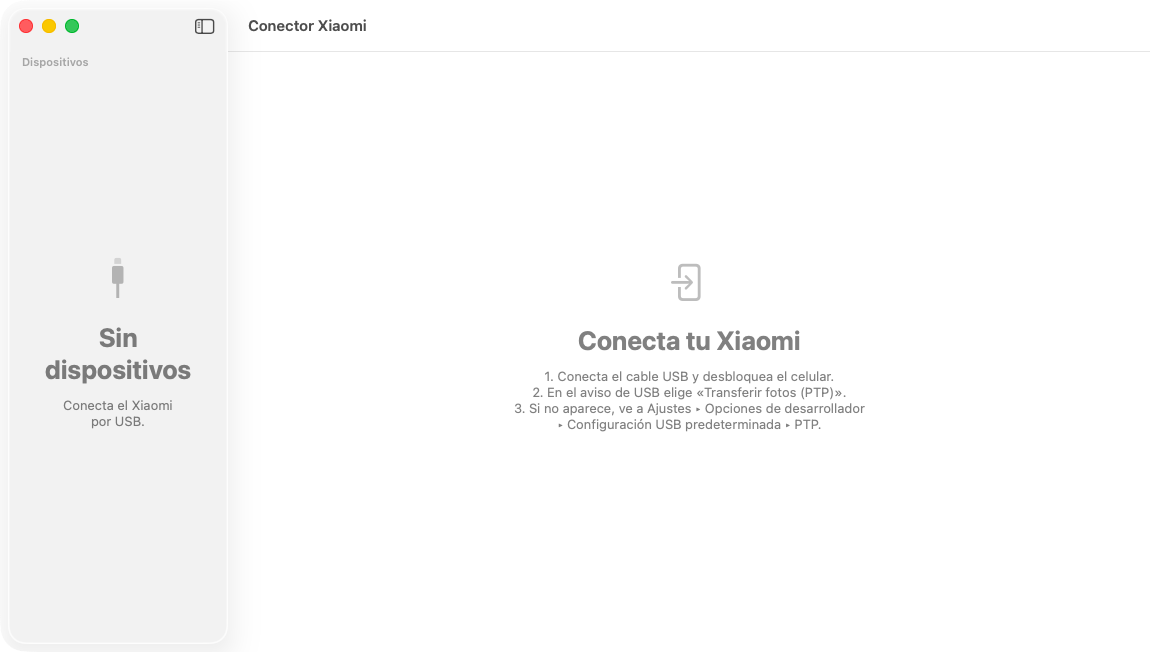 Conector Xiaomi
Dispositivos
Sin
dispositivos
Conecta el Xiaomi
por USB.
Conecta tu Xiaomi
1. Conecta el cable USB y desbloquea el celular.
2. En el aviso de USB elige «Transferir fotos (PTP)».
3. Si no aparece, ve a Ajustes ▸ Opciones de desarrollador
▸ Configuración USB predeterminada ▸ PTP.